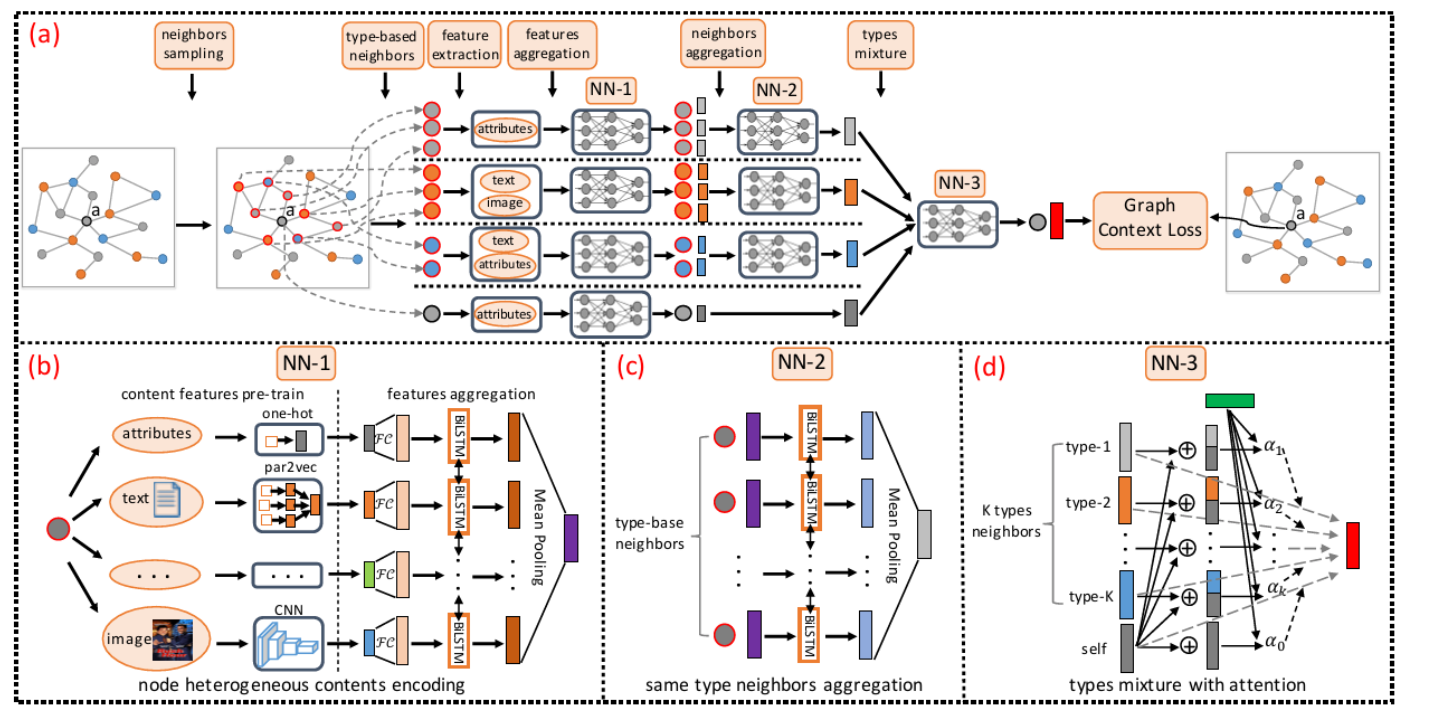 (a)
neighbors
sampling
type-based
neighbors
feature
extraction
features
aggregation
neighbors
aggregation
types
mixture
NN-1
NN-2
attributes
text
image
text
attributes
attributes
a
a
NN-3
Graph
Context Loss
a
(b)
NN-1
content features pre-train
features aggregation
one-hot
attributes
FC
BiLSTM
par2vec
text
FC
BiLSTM
Mean Pooling
. . .
. . .
FC
CNN
image
FC
BiLSTM
node heterogeneous contents encoding
(c)
NN-2
BiLSTM
BiLSTM
type-base
neighbors
Mean Pooling
BiLSTM
same type neighbors aggregation
(d)
NN-3
type-1
α1
type-2
α2
K types
neighbors
type-K
αk
self
α0
types mixture with attention